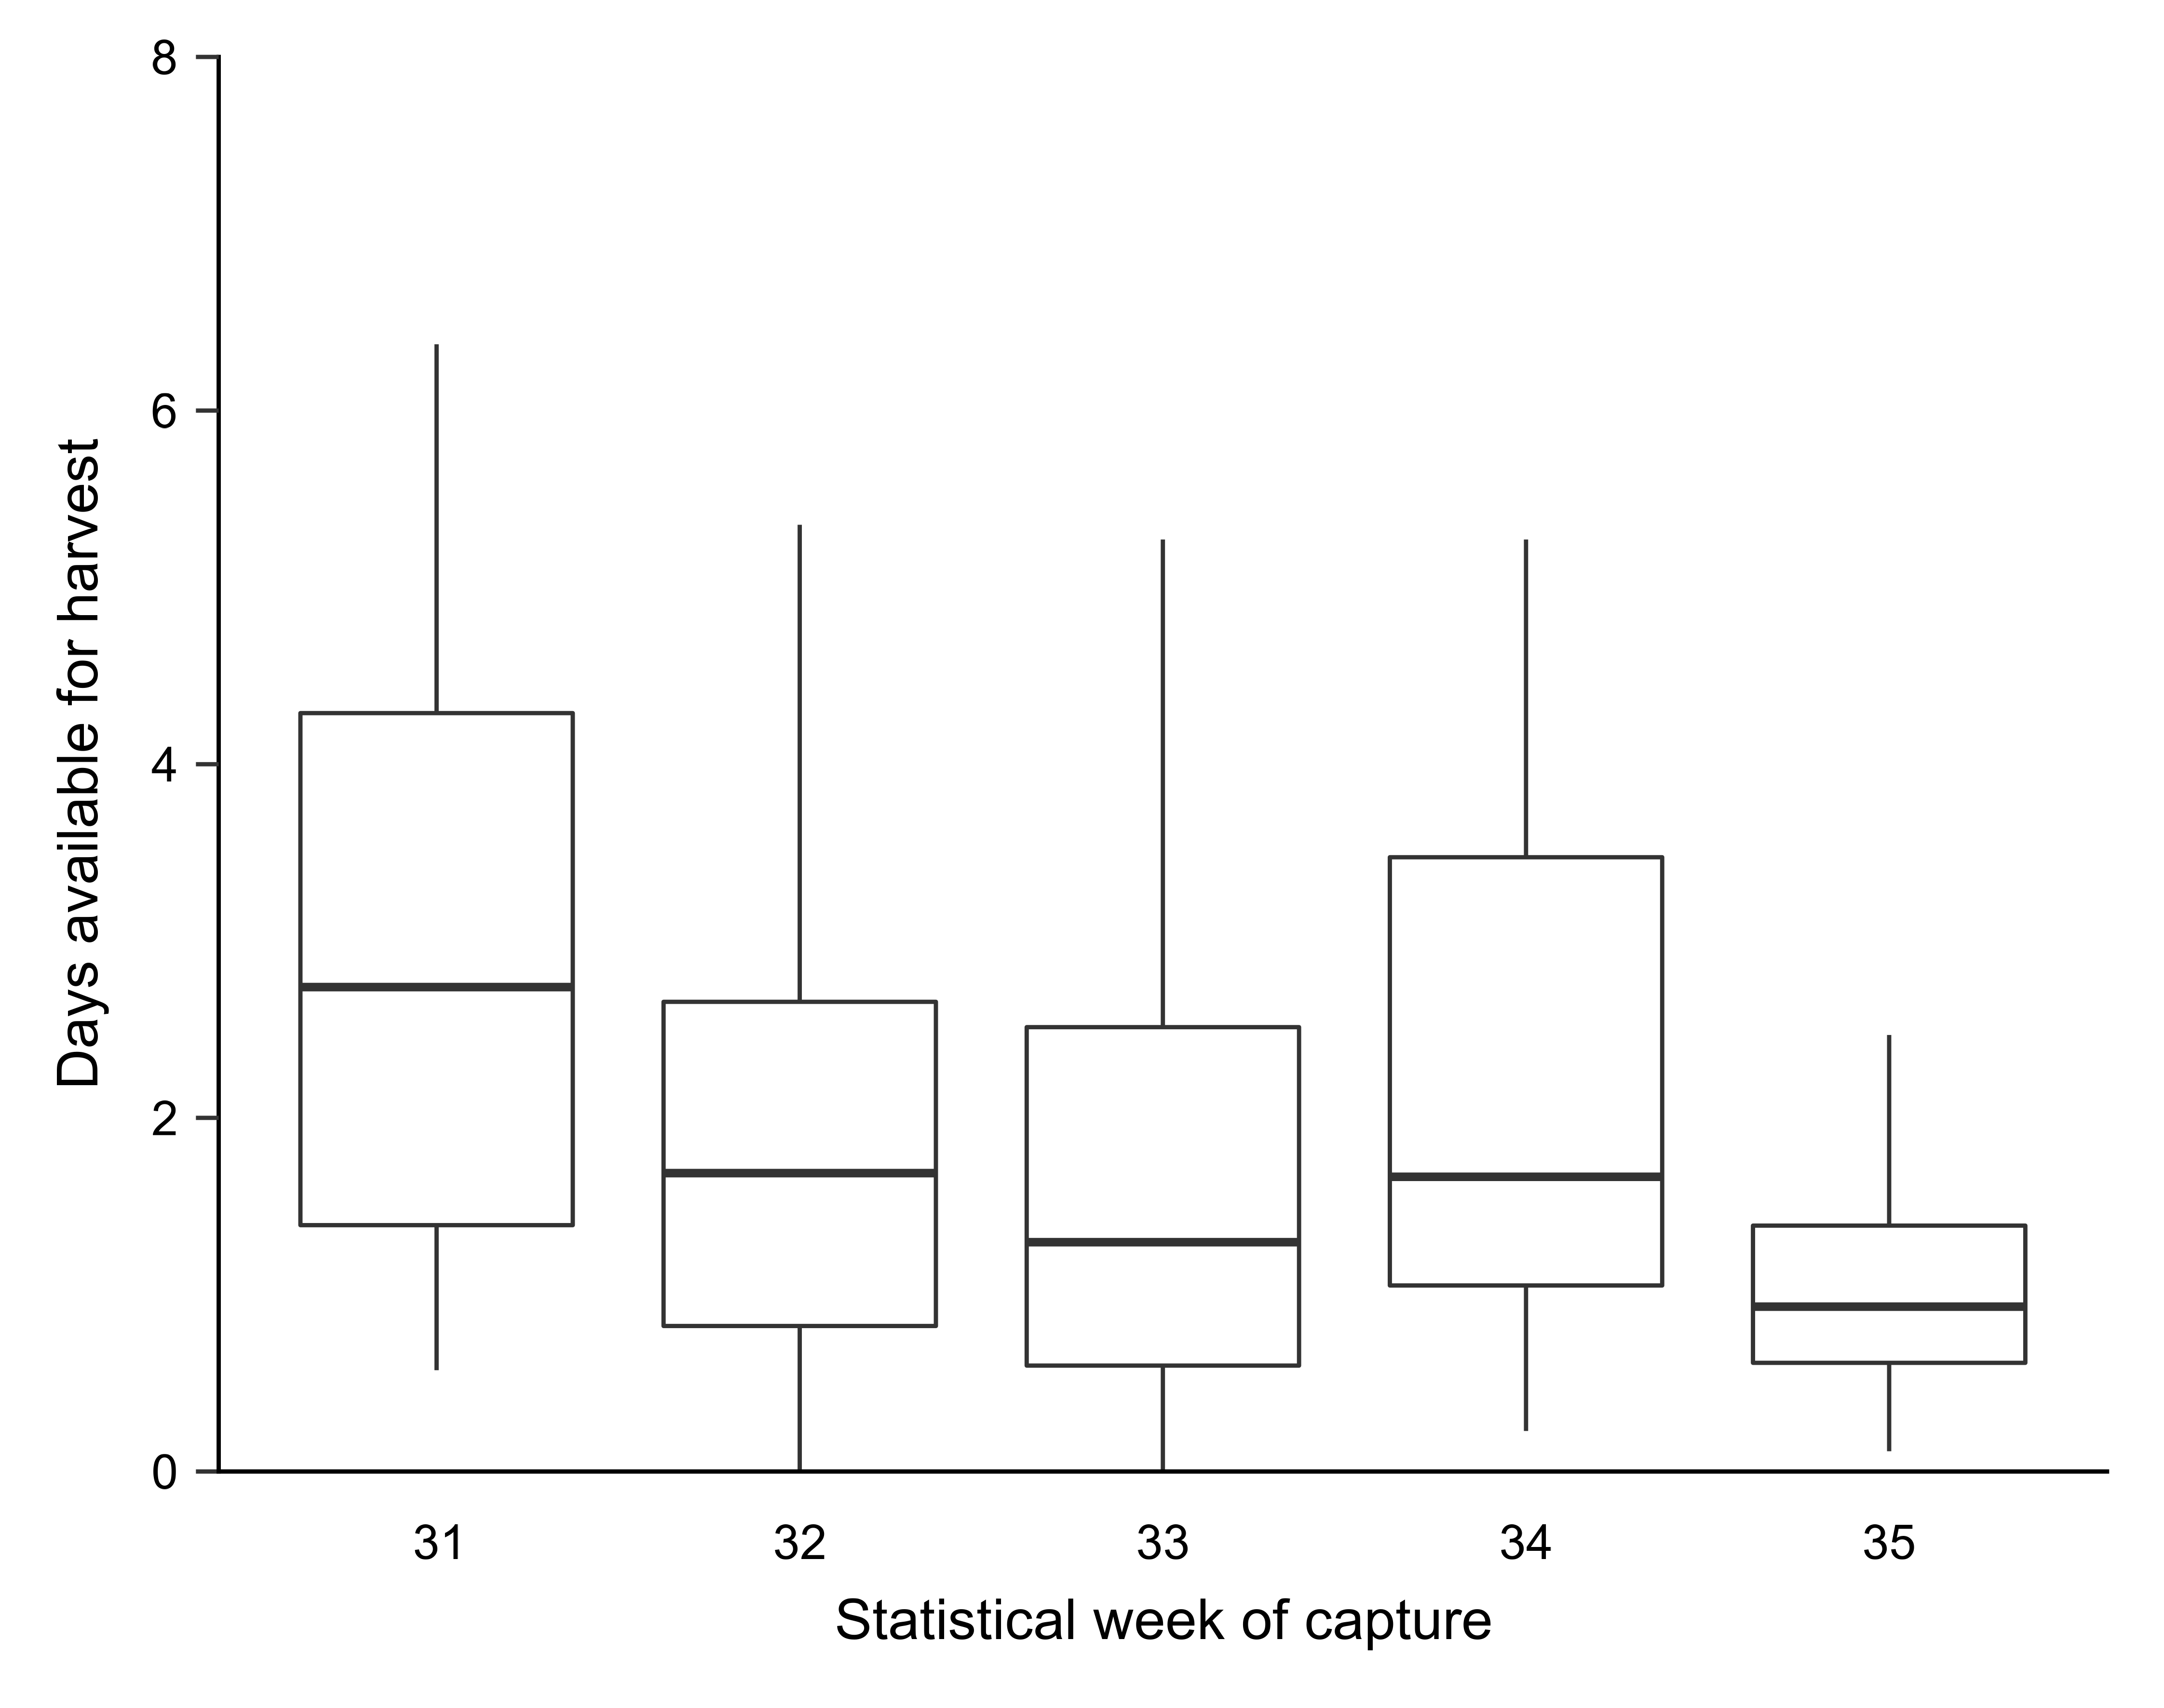 8
6
4
2
0
Days available for harvest
31 32 33 34 35
Statistical week of capture